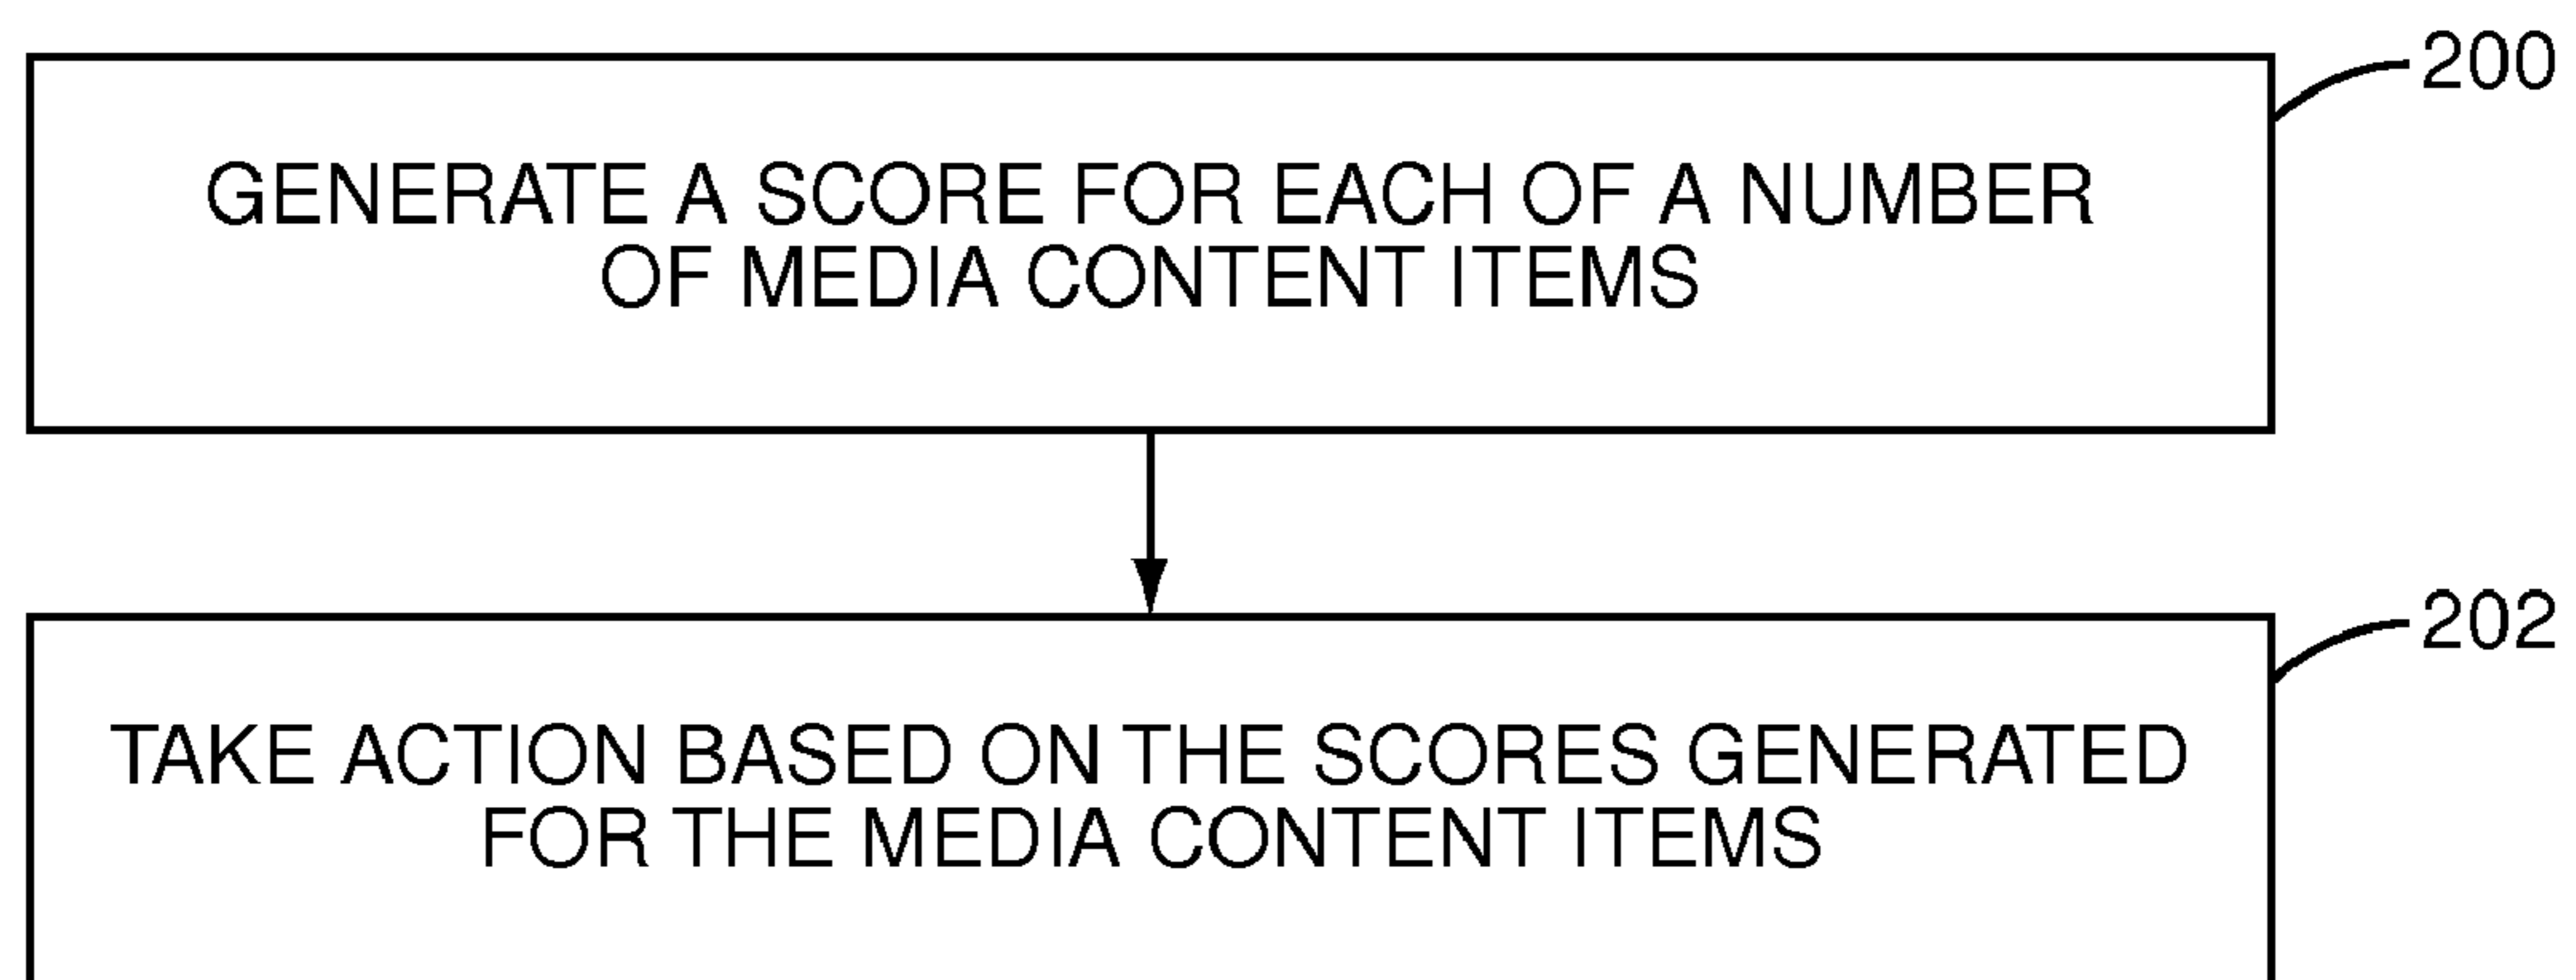 200
GENERATE A SCORE FOR EACH OF A NUMBER
OF MEDIA CONTENT ITEMS
202
TAKE ACTION BASED ON THE SCORES GENERATED
FOR THE MEDIA CONTENT ITEMS